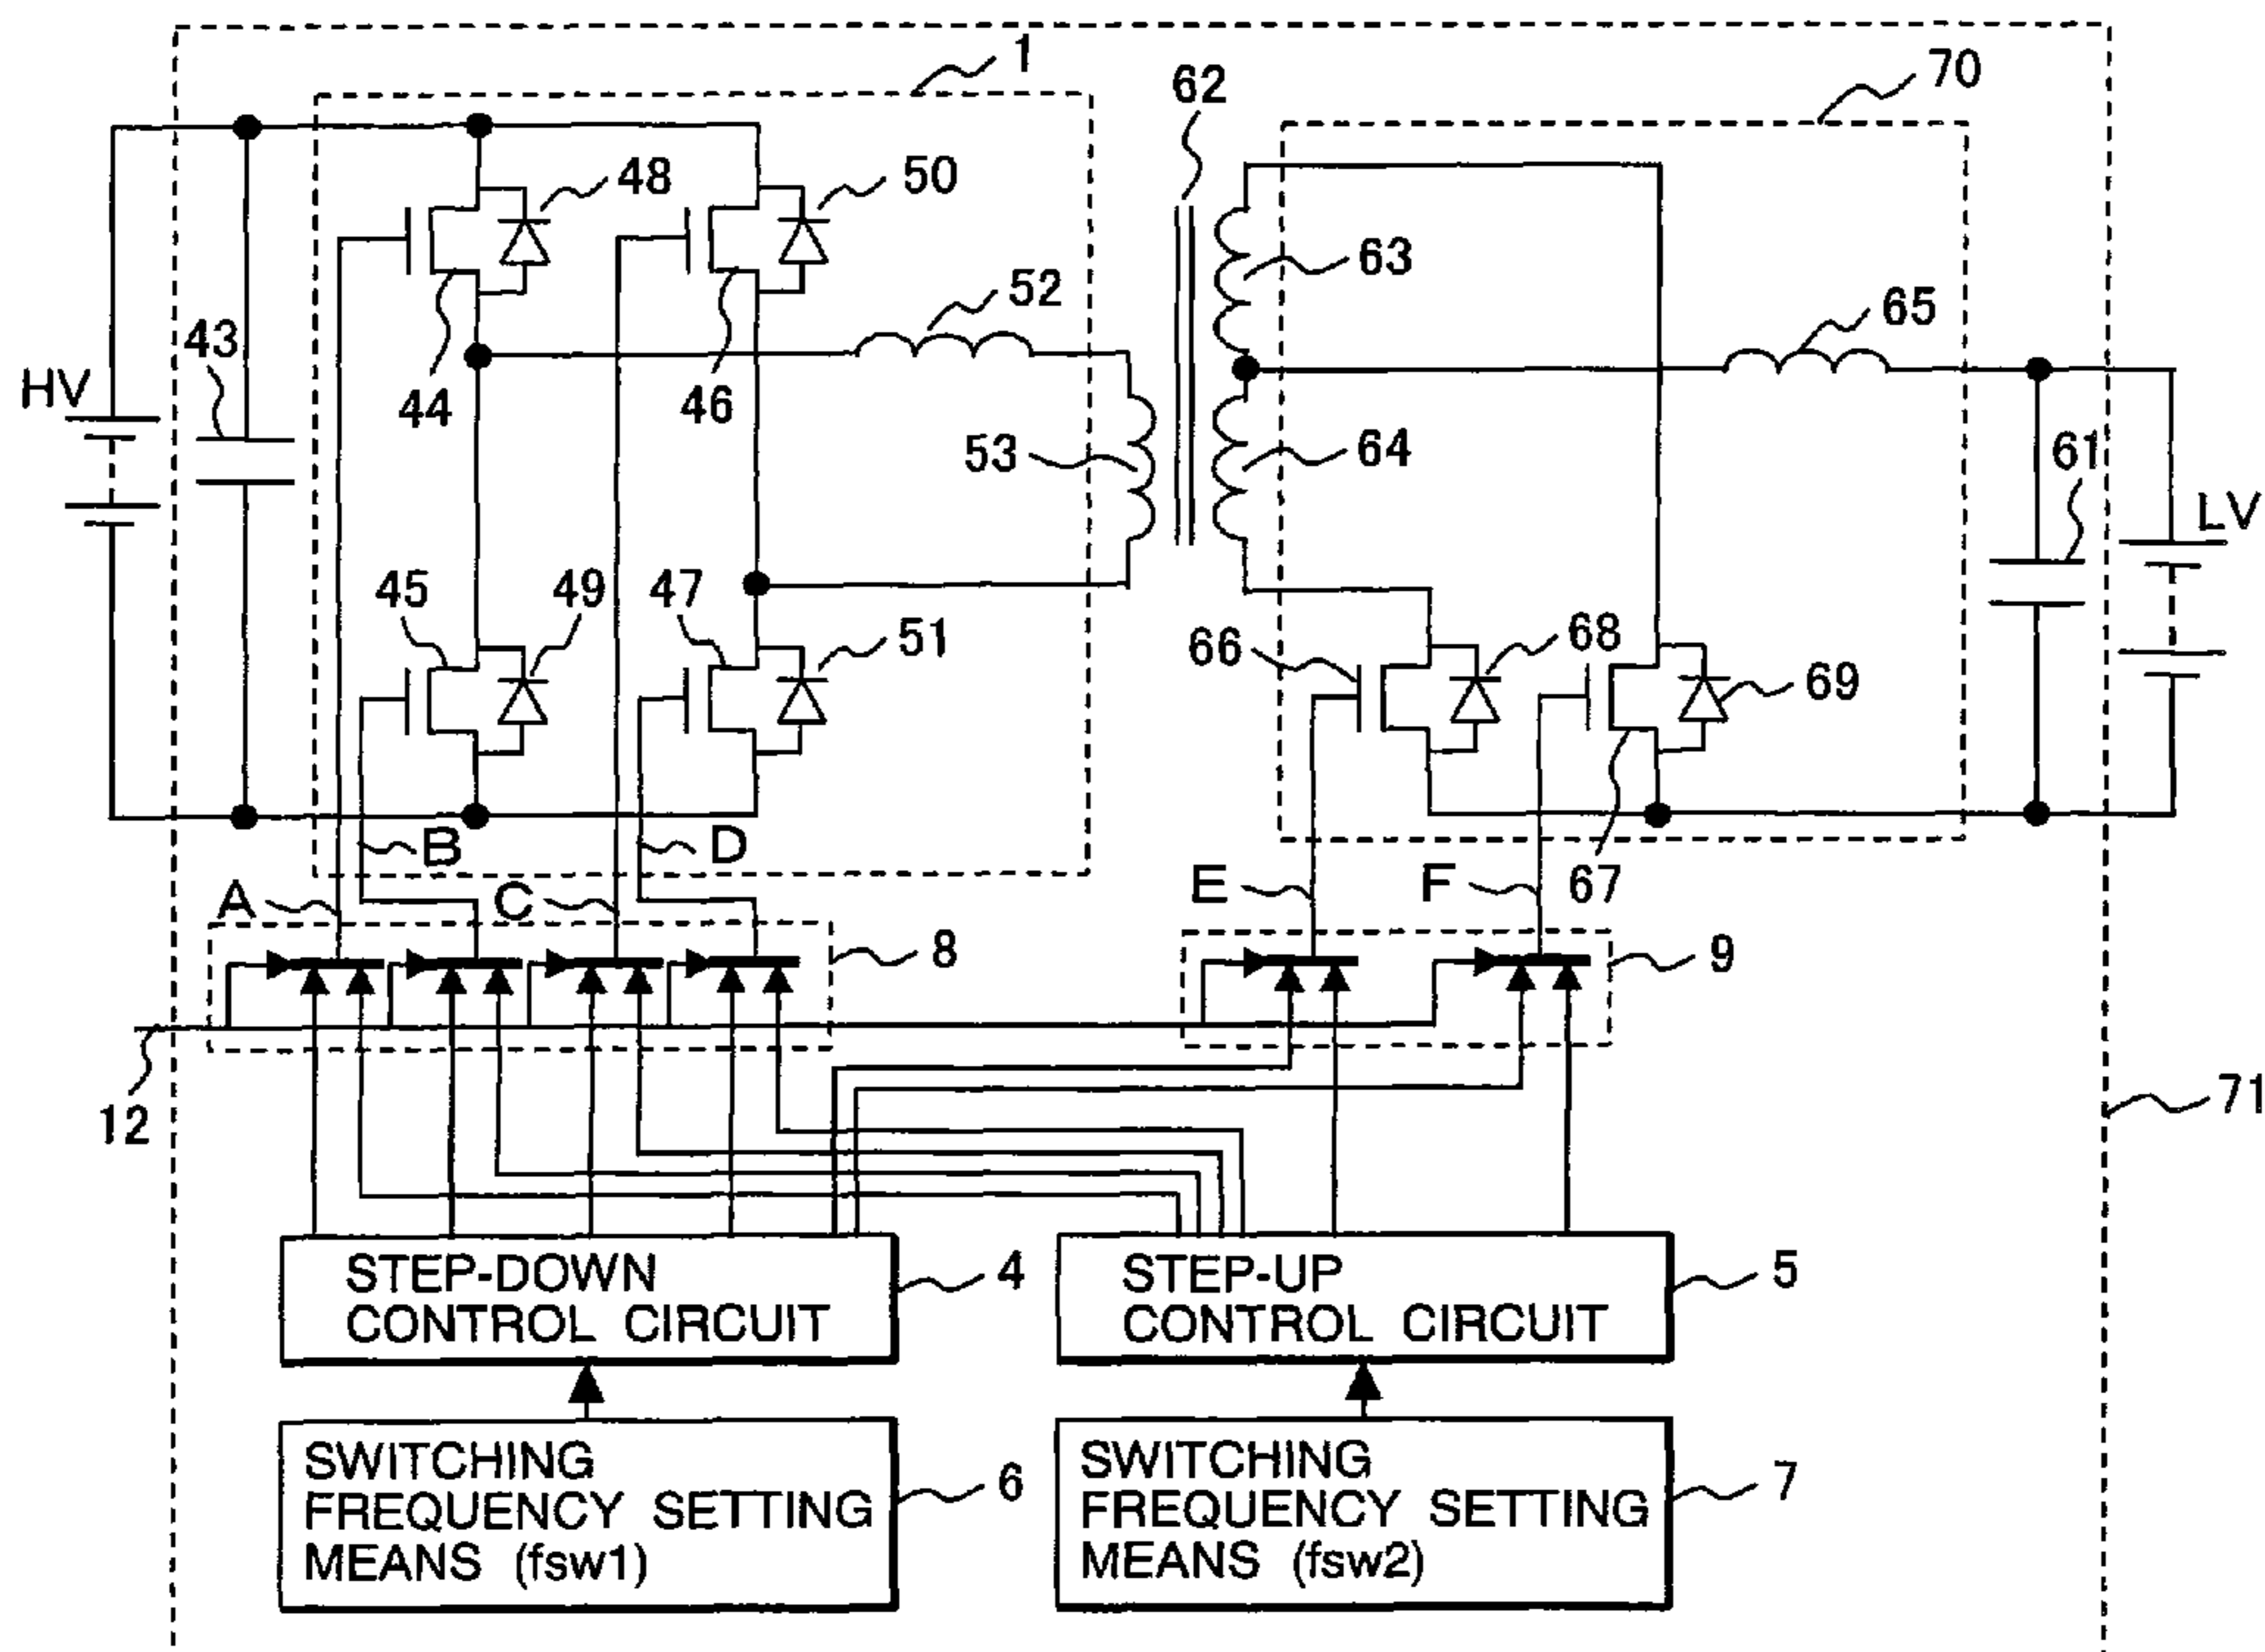 1
70
62
48
50
63
52
65
43
HV
44
46
53
64
61
LV
45
49
47
51
66
68
69
B
D
A
C
E
F
67
8
9
12
71
STEP-DOWN
CONTROL CIRCUIT
4
STEP-UP
CONTROL CIRCUIT
5
SWITCHING
FREQUENCY SETTING
MEANS (fsw1)
6
SWITCHING
FREQUENCY SETTING
MEANS (fsw2)
7